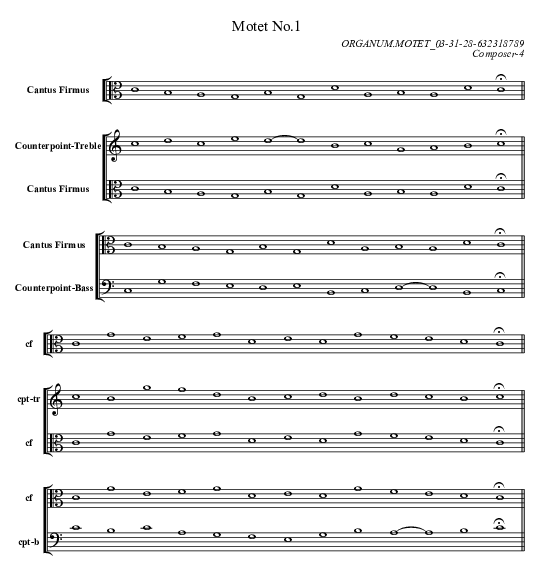 Motet No.1
ORGANUM.MOTET_03-31-28-632318789
Composer-4
Cantus Firmus
Counterpoint-Treble
Cantus Firmus
Cantus Firmus
Counterpoint-Bass
cf
cpt-tr
cf
cf
cpt-b